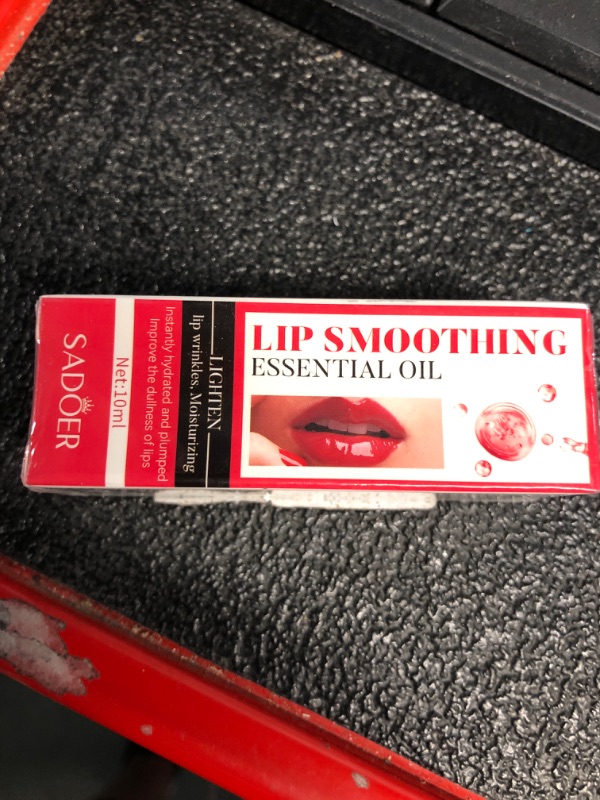 LIP SMOOTHING
ESSENTIAL OIL
LIGHTEN
lip wrinkles, Moisturizing
Instantly hydrated and plumped
Improve the dullness of lips
Net:10ml
SADOER